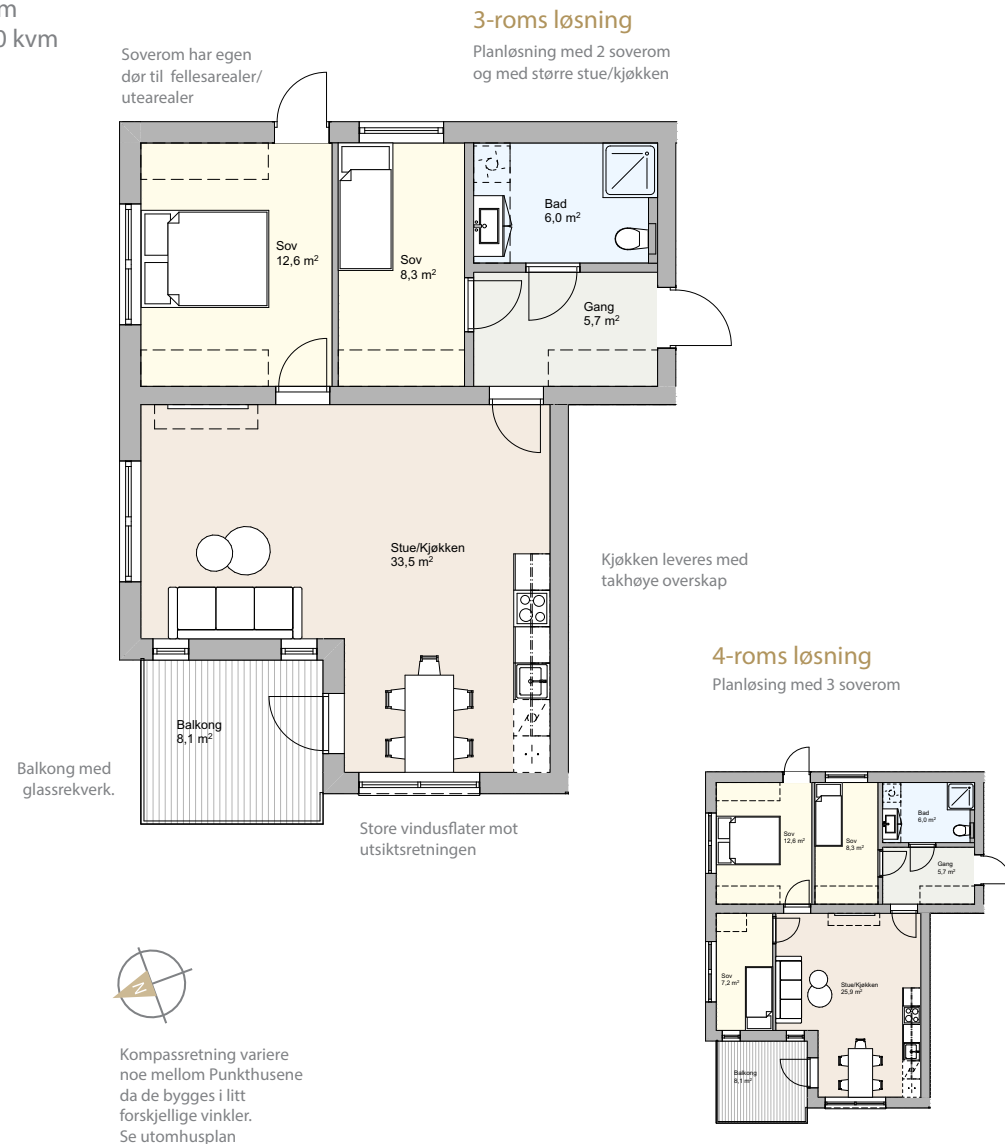 0 kvm
3-roms løsning
Planløsning med 2 soverom
og med større stue/kjøkken
Soverom har egen
dør til fellesarealer/
utearealer
Sov
12,6 m²
Sov
8,3 m²
Bad
6,0 m²
Gang
5,7 m²
Stue/Kjøkken
33,5 m²
Kjøkken leveres med
takhøye overskap
Balkong
8,1 m²
Balkong med
glassrekverk.
Store vindusflater mot
utsiktsretningen
4-roms løsning
Planløsing med 3 soverom
Sov
12,6 m²
Sov
8,3 m²
Bad
6,0 m²
Gang
5,7 m²
Sov
7,2 m²
Stue/Kjøkken
25,9 m²
Balkong
8,1 m²
N
Kompassretning variere
noe mellom Punkthusene
da de bygges i litt
forskjellige vinkler.
Se utomhusplan